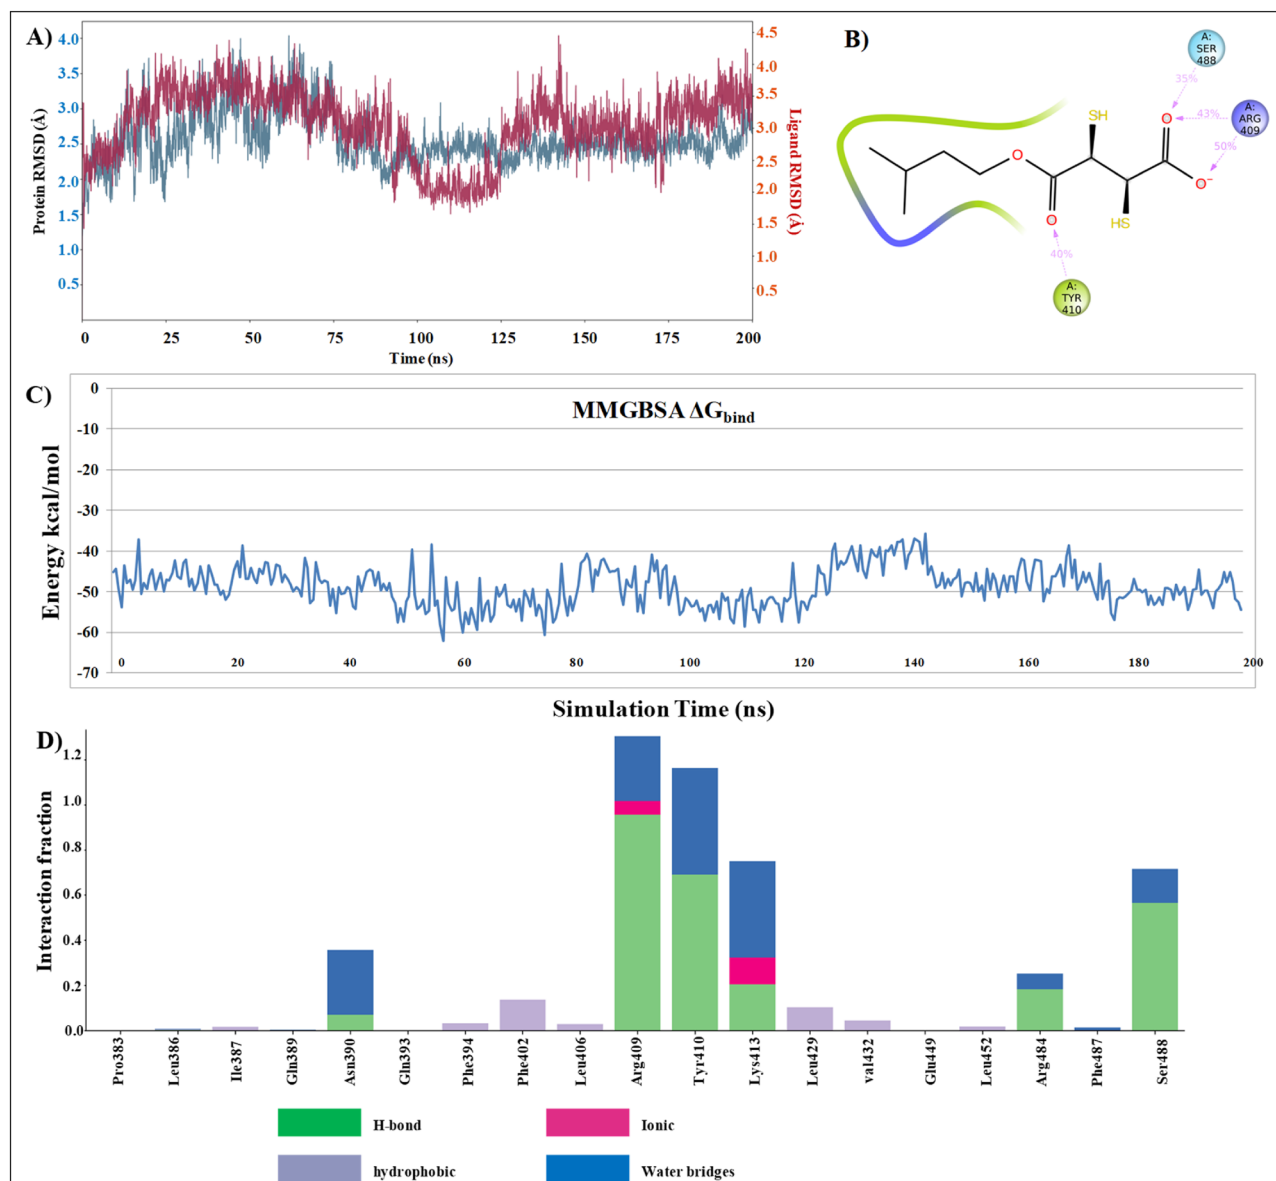 A)
Protein RMSD (Å)
4.0
3.5
3.0
2.5
2.0
1.5
1.0
0.5
4.5
4.0
3.5
3.0
2.5
2.0
1.5
1.0
0.5
Ligand RMSD (Å)
0 25 50 75 100 125 150 175 200
Time (ns)
B)
A:
SER
488
35%
A:
ARG
409
43%
50%
SH
O
O
O⁻
O
HS
40%
A:
TYR
410
C)
MMGBSA ΔGbind
Energy kcal/mol
0
-10
-20
-30
-40
-50
-60
-70
0 20 40 60 80 100 120 140 160 180 200
Simulation Time (ns)
D)
Interaction fraction
1.2
1.0
0.8
0.6
0.4
0.2
0.0
Pro383
Leu386
Ile387
Gln389
Asn390
Gln393
Phe394
Phe402
Leu406
Arg409
Tyr410
Lys413
Leu429
val432
Glu449
Leu452
Arg484
Phe487
Ser488
H-bond
Ionic
hydrophobic
Water bridges